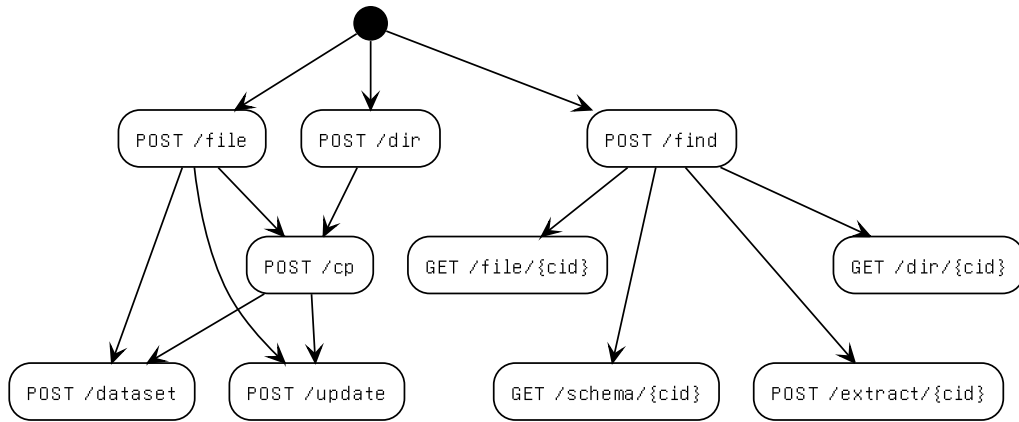 POST /file
POST /dir
POST /find
POST /cp
GET /file/{cid}
GET /dir/{cid}
POST /dataset
POST /update
GET /schema/{cid}
POST /extract/{cid}